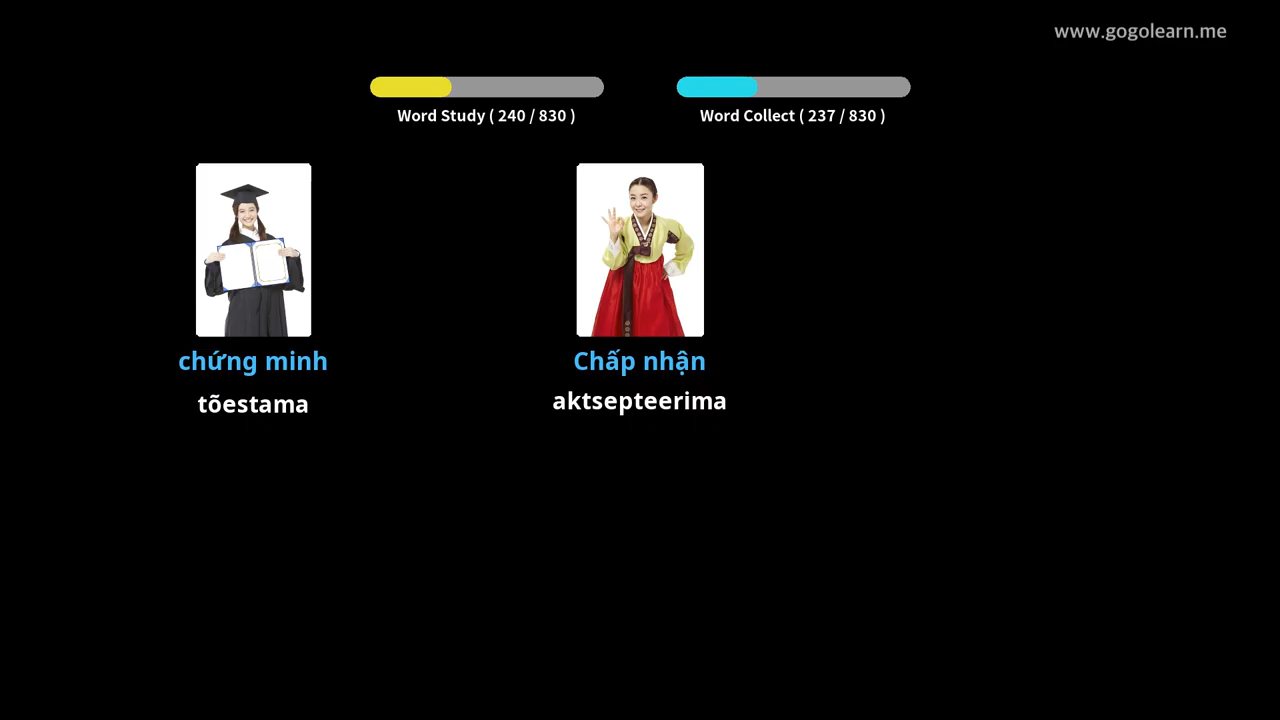 www.gogolearn.me
Word Study ( 240 / 830 )
Word Collect ( 237 / 830 )
chứng minh
tõestama
Chấp nhận
aktsepteerima